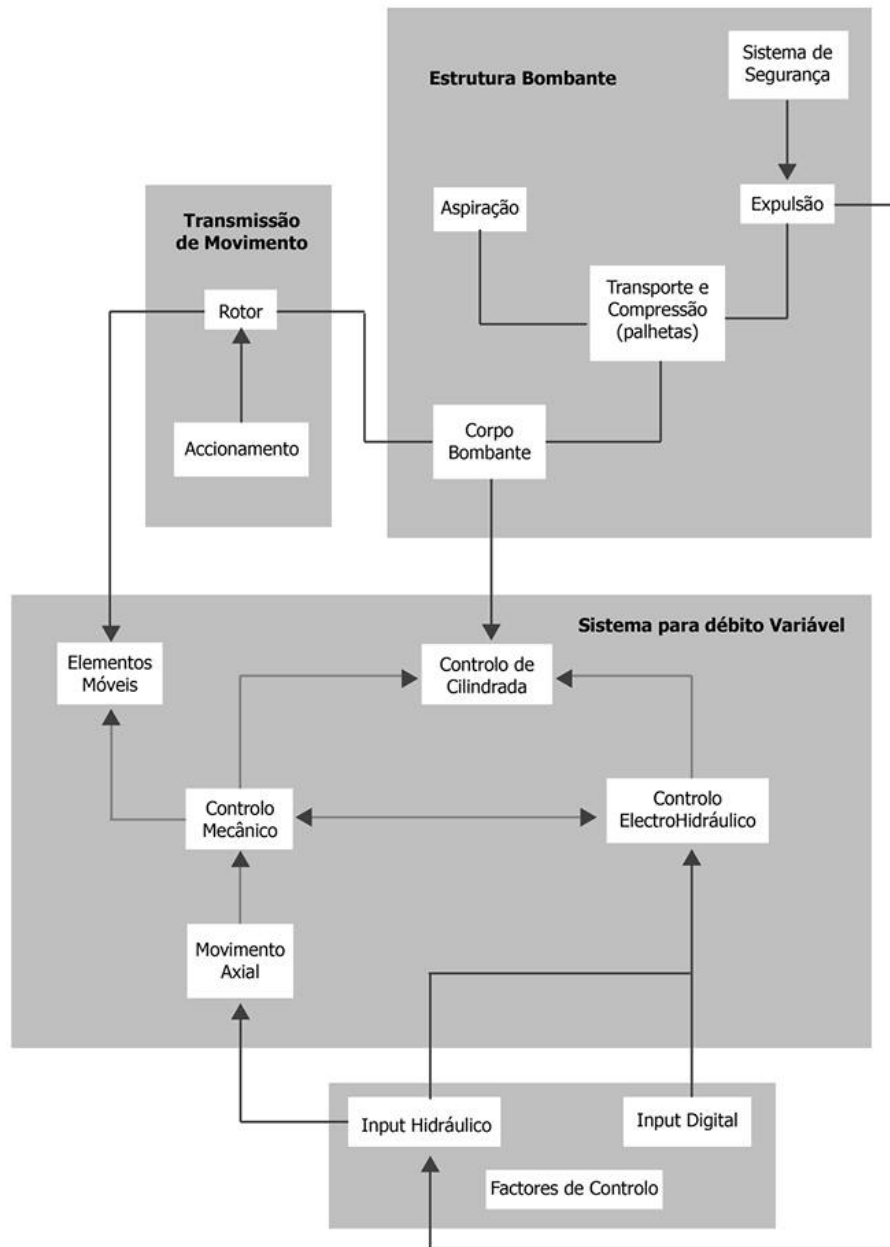 Estrutura Bombante
Sistema de
Segurança
Transmissão
de Movimento
Aspiração
Expulsão
Rotor
Transporte e
Compressão
(palhetas)
Accionamento
Corpo
Bombante
Sistema para débito Variável
Elementos
Móveis
Controlo de
Cilindrada
Controlo
Mecânico
Controlo
ElectroHidráulico
Movimento
Axial
Input Hidráulico
Input Digital
Factores de Controlo